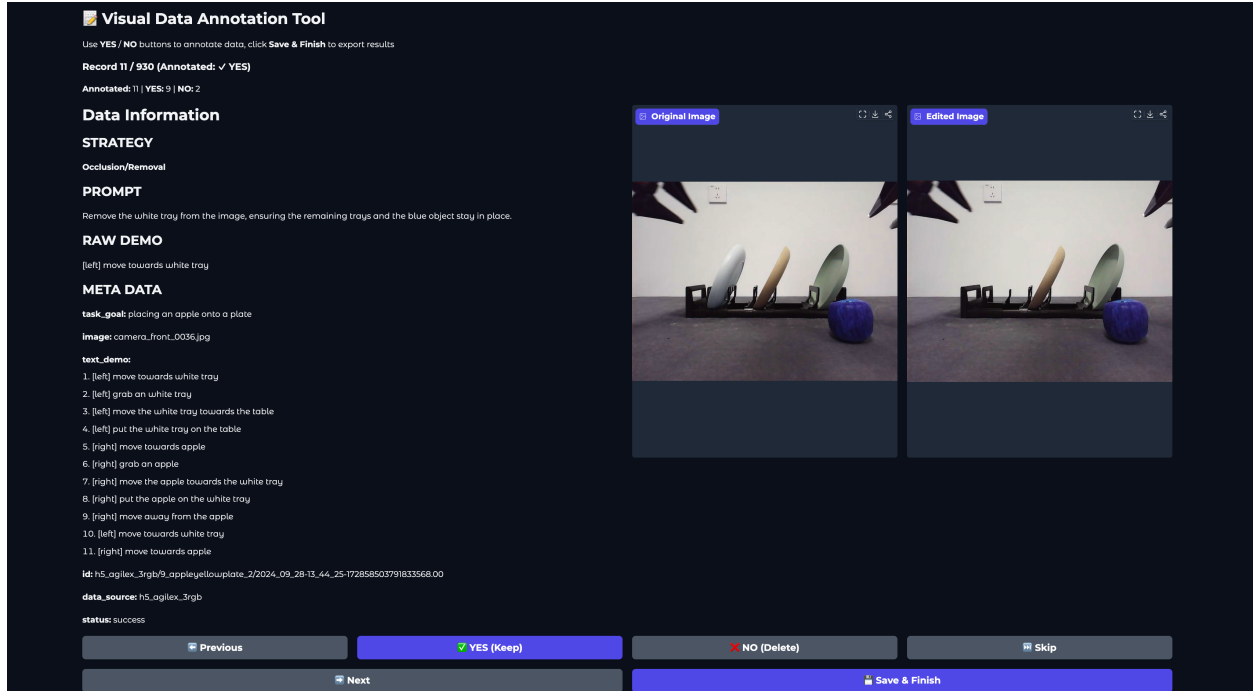 📝 Visual Data Annotation Tool
Use YES / NO buttons to annotate data, click Save & Finish to export results
Record 11 / 930 (Annotated: ✓ YES)
Annotated: 11 | YES: 9 | NO: 2
Data Information
STRATEGY
Occlusion/Removal
PROMPT
Remove the white tray from the image, ensuring the remaining trays and the blue object stay in place.
RAW DEMO
[left] move towards white tray
META DATA
task_goal: placing an apple onto a plate
image: camera_front_0036.jpg
text_demo:
1. [left] move towards white tray
2. [left] grab an white tray
3. [left] move the white tray towards the table
4. [left] put the white tray on the table
5. [right] move towards apple
6. [right] grab an apple
7. [right] move the apple towards the white tray
8. [right] put the apple on the white tray
9. [right] move away from the apple
10. [left] move towards white tray
11. [right] move towards apple
id: h5_agilex_3rgb/9_appleyellowplate_2/2024_09_28-13_44_25-172858503791833568.00
data_source: h5_agilex_3rgb
status: success
Original Image
Edited Image
Previous
YES (Keep)
NO (Delete)
Skip
Next
Save & Finish